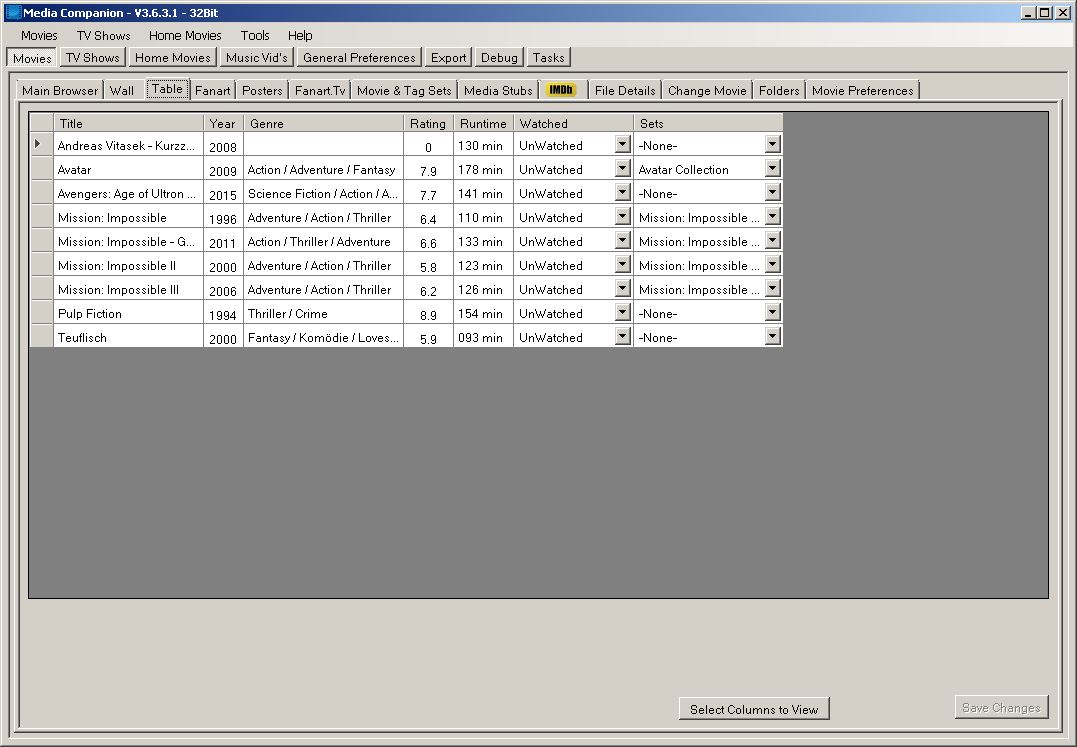 Media Companion - V3.6.3.1 - 32Bit
Movies TV Shows Home Movies Tools Help
Movies TV Shows Home Movies Music Vid's General Preferences Export Debug Tasks
Main Browser Wall Table Fanart Posters Fanart.Tv Movie & Tag Sets Media Stubs IMDb File Details Change Movie Folders Movie Preferences
Title Year Genre Rating Runtime Watched Sets
Andreas Vitasek - Kurzz... 2008 0 130 min UnWatched -None-
Avatar 2009 Action / Adventure / Fantasy 7.9 178 min UnWatched Avatar Collection
Avengers: Age of Ultron ... 2015 Science Fiction / Action / A... 7.7 141 min UnWatched -None-
Mission: Impossible 1996 Adventure / Action / Thriller 6.4 110 min UnWatched Mission: Impossible ...
Mission: Impossible - G... 2011 Action / Thriller / Adventure 6.6 133 min UnWatched Mission: Impossible ...
Mission: Impossible II 2000 Adventure / Action / Thriller 5.8 123 min UnWatched Mission: Impossible ...
Mission: Impossible III 2006 Adventure / Action / Thriller 6.2 126 min UnWatched Mission: Impossible ...
Pulp Fiction 1994 Thriller / Crime 8.9 154 min UnWatched -None-
Teuflisch 2000 Fantasy / Komödie / Loves... 5.9 093 min UnWatched -None-
Select Columns to View Save Changes